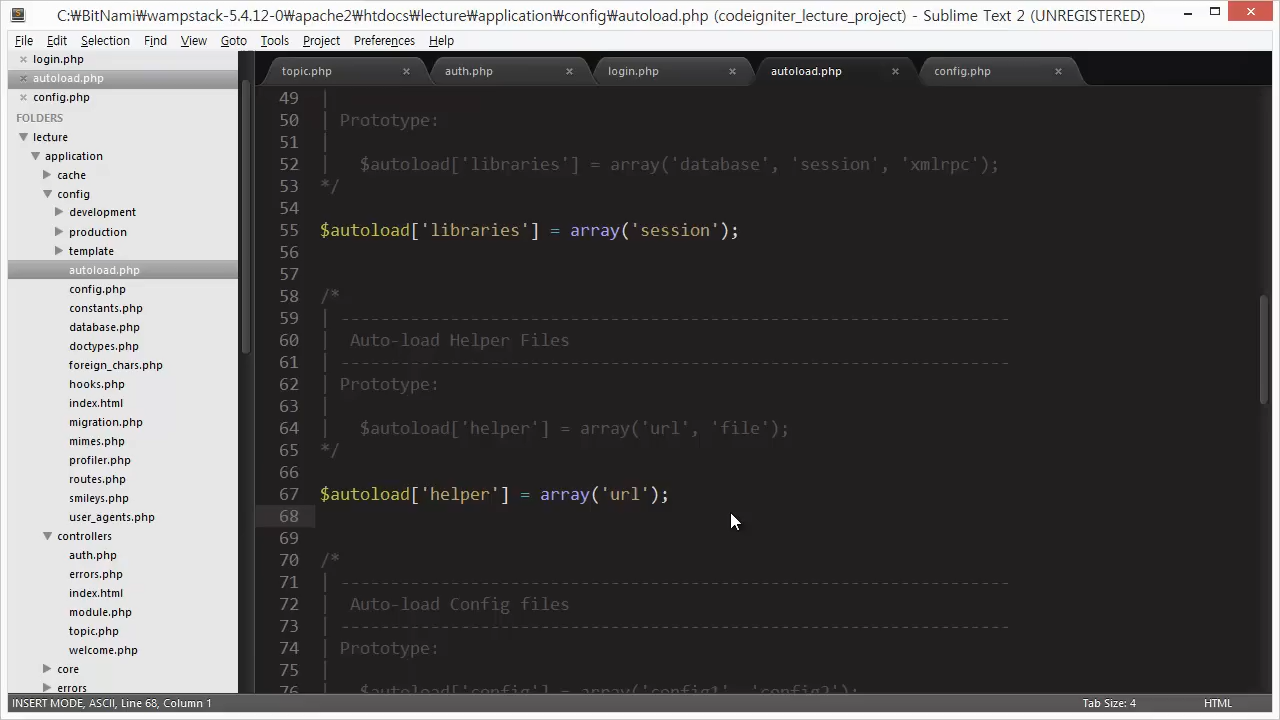 C:₩BitNami₩wampstack-5.4.12-0₩apache2₩htdocs₩lecture₩application₩config₩autoload.php (codeigniter_lecture_project) - Sublime Text 2 (UNREGISTERED)
File Edit Selection Find View Goto Tools Project Preferences Help
login.php
autoload.php
config.php
FOLDERS
lecture
application
cache
config
development
production
template
autoload.php
config.php
constants.php
database.php
doctypes.php
foreign_chars.php
hooks.php
index.html
migration.php
mimes.php
profiler.php
routes.php
smileys.php
user_agents.php
controllers
auth.php
errors.php
index.html
module.php
topic.php
welcome.php
core
errors
topic.php auth.php login.php autoload.php config.php
49 |
50 | Prototype:
51 |
52 |   $autoload['libraries'] = array('database', 'session', 'xmlrpc');
53 */
54
55 $autoload['libraries'] = array('session');
56
57
58 /*
59 | -------------------------------------------------------------------
60 |  Auto-load Helper Files
61 | -------------------------------------------------------------------
62 | Prototype:
63 |
64 |   $autoload['helper'] = array('url', 'file');
65 */
66
67 $autoload['helper'] = array('url');
68
69
70 /*
71 | -------------------------------------------------------------------
72 |  Auto-load Config files
73 | -------------------------------------------------------------------
74 | Prototype:
75 |
76 |   $autoload['config'] = array('config1', 'config2');
INSERT MODE, ASCII, Line 68, Column 1 Tab Size: 4 HTML